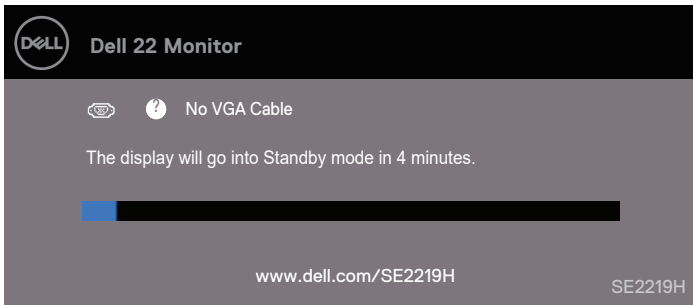 DELL
Dell 22 Monitor
? No VGA Cable
The display will go into Standby mode in 4 minutes.
www.dell.com/SE2219H
SE2219H